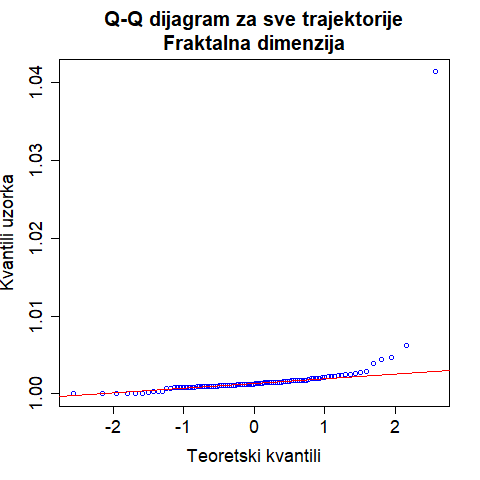 Q-Q dijagram za sve trajektorije
Fraktalna dimenzija
Kvantili uzorka
1.04
1.03
1.02
1.01
1.00
-2
-1
0
1
2
Teoretski kvantili